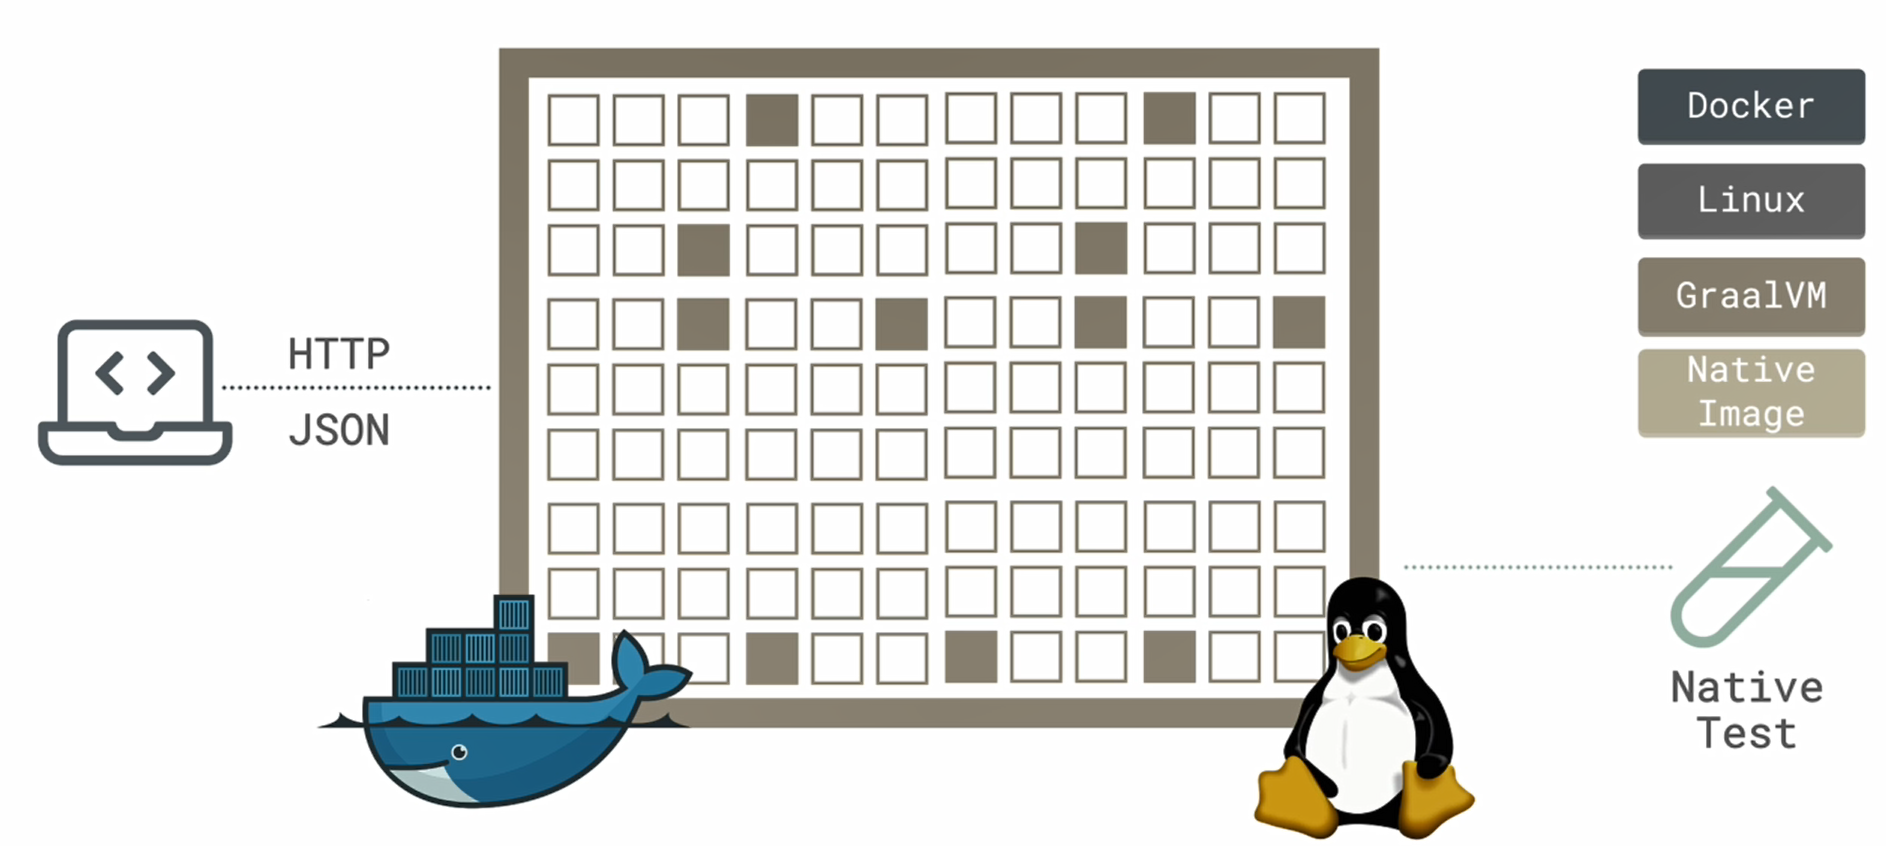 HTTP
JSON
Docker
Linux
GraalVM
Native
Image
Native
Test